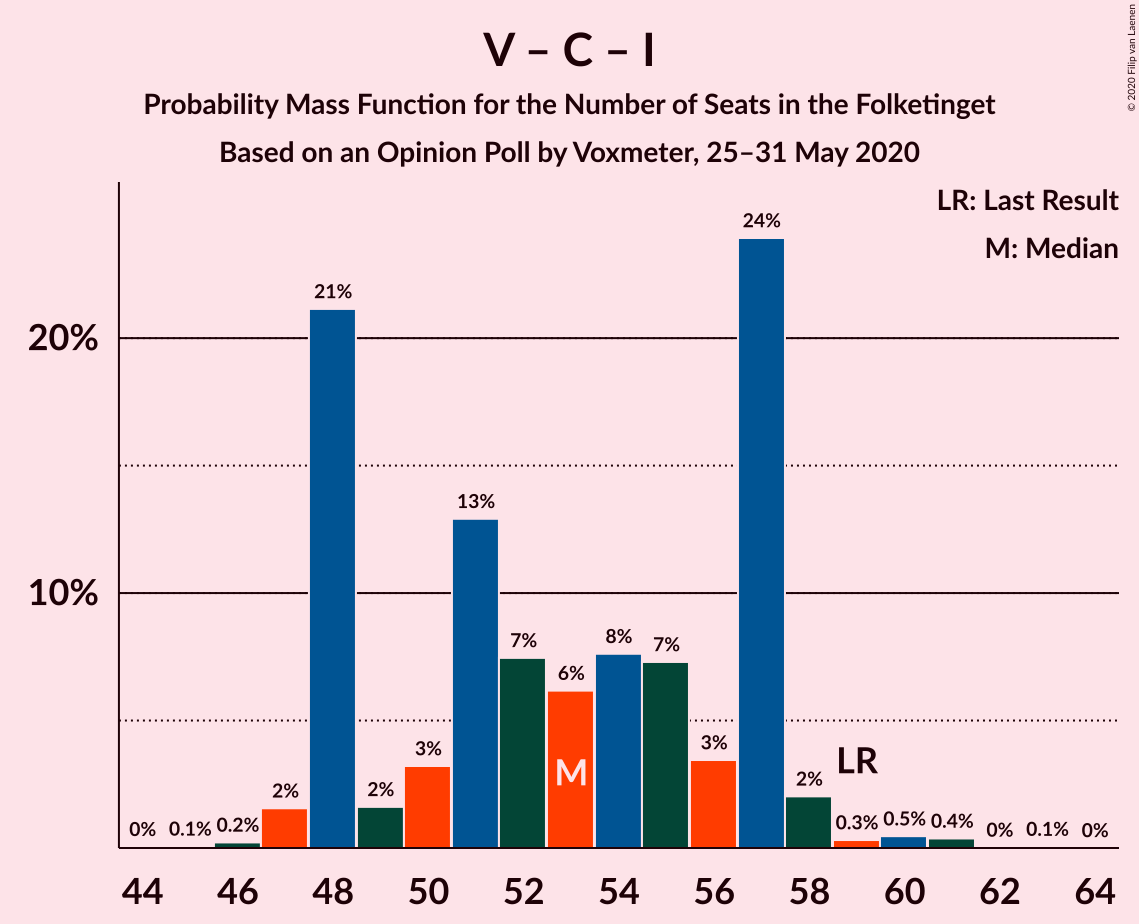 V – C – I
Probability Mass Function for the Number of Seats in the Folketinget
Based on an Opinion Poll by Voxmeter, 25–31 May 2020
© 2020 Filip van Laenen
LR: Last Result
M: Median
20%
10%
0%
0.1%
0.2%
2%
21%
2%
3%
13%
7%
6%
8%
7%
3%
24%
2%
0.3%
0.5%
0.4%
0%
0.1%
0%
M
LR
44 46 48 50 52 54 56 58 60 62 64